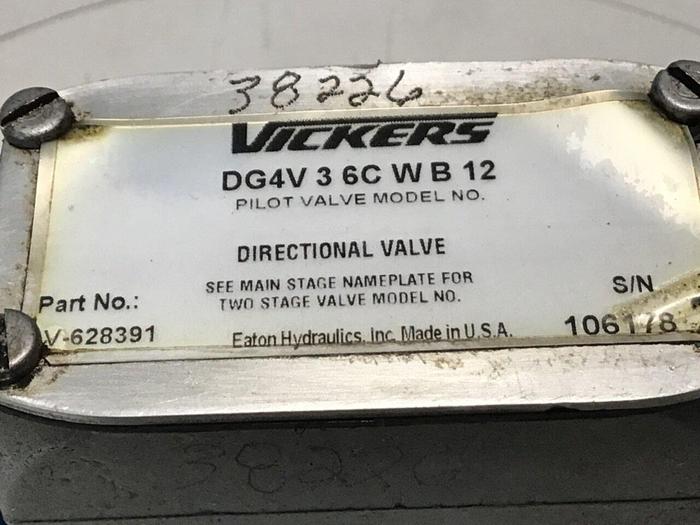 38226
VICKERS
DG4V 3 6C W B 12
PILOT VALVE MODEL NO.
DIRECTIONAL VALVE
SEE MAIN STAGE NAMEPLATE FOR
TWO STAGE VALVE MODEL NO.
Part No.:
V-628391
Eaton Hydraulics, Inc. Made in U.S.A.
S/N
106178
38226